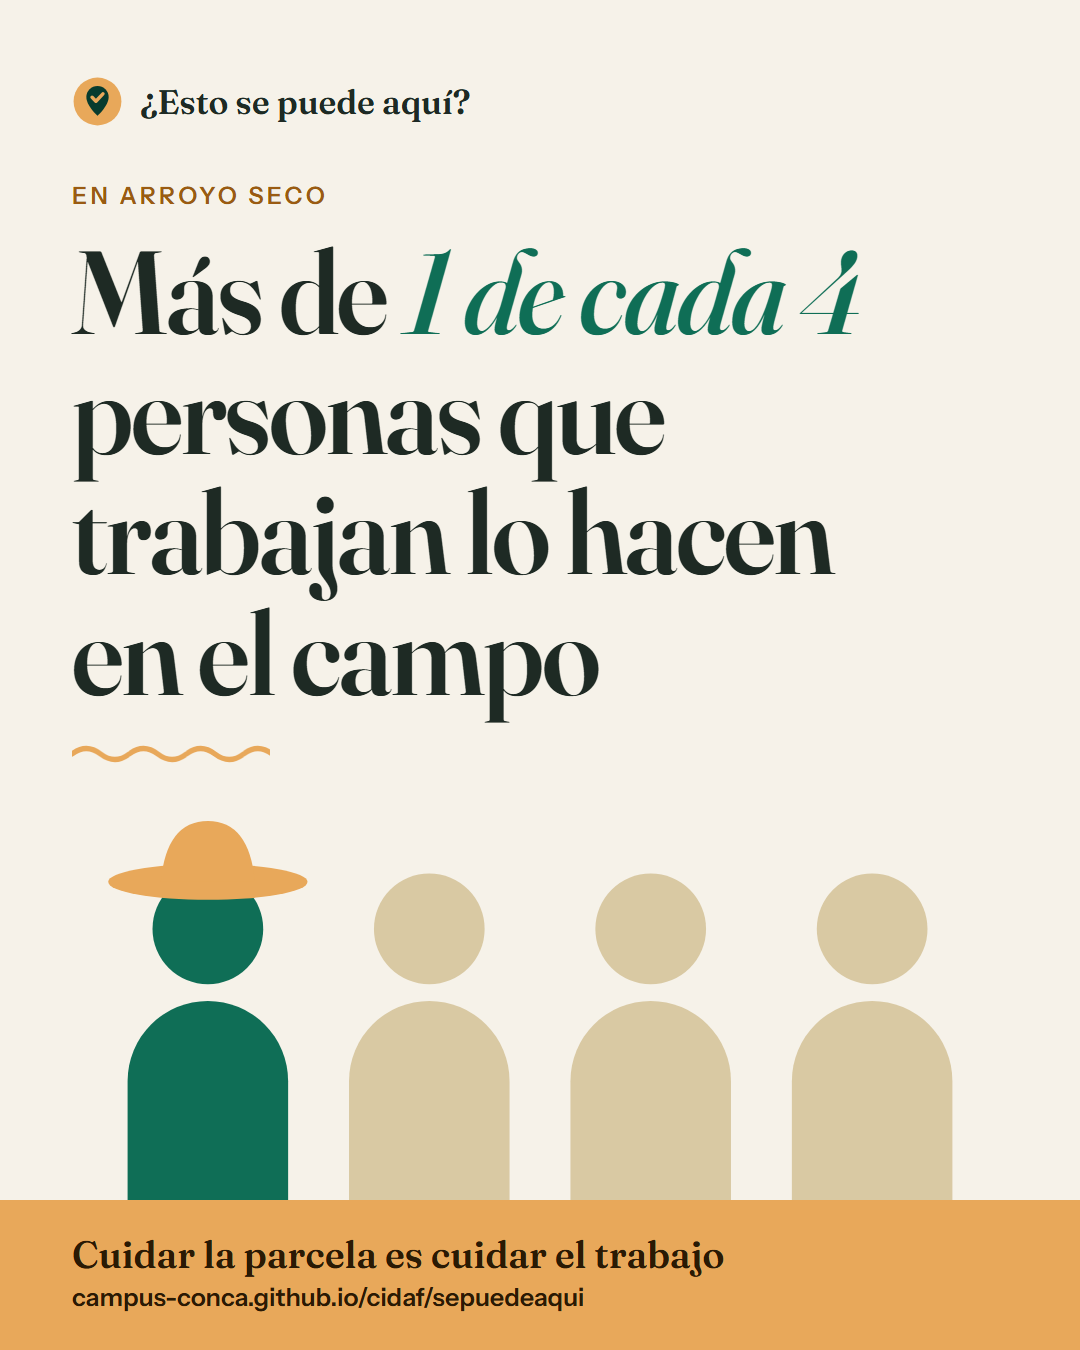 ¿Esto se puede aquí?
EN ARROYO SECO
Más de 1 de cada 4
personas que
trabajan lo hacen
en el campo
Cuidar la parcela es cuidar el trabajo
campus-conca.github.io/cidaf/sepuedeaqui